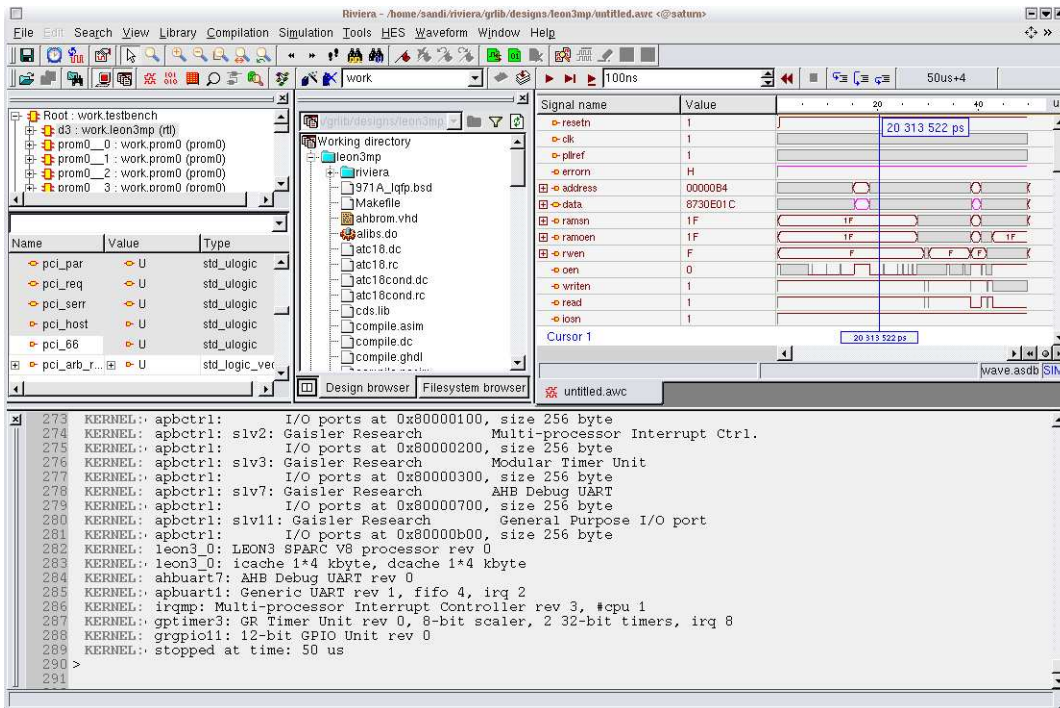 Riviera - /home/sandi/riviera/grlib/designs/leon3mp/untitled.awc <@saturn>
File Edit Search View Library Compilation Simulation Tools HES Waveform Window Help
work
100ns
50us+4
Root : work.testbench
d3 : work.leon3mp (rtl)
prom0__0 : work.prom0 (prom0)
prom0__1 : work.prom0 (prom0)
prom0__2 : work.prom0 (prom0)
prom0__3 : work.prom0 (prom0)
Name Value Type
pci_par U std_ulogic
pci_req U std_ulogic
pci_serr U std_ulogic
pci_host U std_ulogic
pci_66 U std_ulogic
pci_arb_r... U std_logic_vec
/grlib/designs/leon3mp
Working directory
leon3mp
riviera
971A_lqfp.bsd
Makefile
ahbrom.vhd
alibs.do
atc18.dc
atc18.rc
atc18cond.dc
atc18cond.rc
cds.lib
compile.asim
compile.dc
compile.ghdl
Design browser Filesystem browser
Signal name Value 20 40 u
20 313 522 ps
resetn 1
clk 1
pllref 1
errorn H
address 00000B4
data 8730E01C
ramsn 1F 1F
ramoen 1F 1F 1F
rwen F F F F
oen 0
writen 1
read 1
iosn 1
Cursor 1 20 313 522 ps
wave.asdb SIM
untitled.awc
273 KERNEL: apbctrl: I/O ports at 0x80000100, size 256 byte
274 KERNEL: apbctrl: slv2: Gaisler Research Multi-processor Interrupt Ctrl.
275 KERNEL: apbctrl: I/O ports at 0x80000200, size 256 byte
276 KERNEL: apbctrl: slv3: Gaisler Research Modular Timer Unit
277 KERNEL: apbctrl: I/O ports at 0x80000300, size 256 byte
278 KERNEL: apbctrl: slv7: Gaisler Research AHB Debug UART
279 KERNEL: apbctrl: I/O ports at 0x80000700, size 256 byte
280 KERNEL: apbctrl: slv11: Gaisler Research General Purpose I/O port
281 KERNEL: apbctrl: I/O ports at 0x80000b00, size 256 byte
282 KERNEL: leon3_0: LEON3 SPARC V8 processor rev 0
283 KERNEL: leon3_0: icache 1*4 kbyte, dcache 1*4 kbyte
284 KERNEL: ahbuart7: AHB Debug UART rev 0
285 KERNEL: apbuart1: Generic UART rev 1, fifo 4, irq 2
286 KERNEL: irqmp: Multi-processor Interrupt Controller rev 3, #cpu 1
287 KERNEL: gptimer3: GR Timer Unit rev 0, 8-bit scaler, 2 32-bit timers, irq 8
288 KERNEL: grgpio11: 12-bit GPIO Unit rev 0
289 KERNEL: stopped at time: 50 us
290 >
291